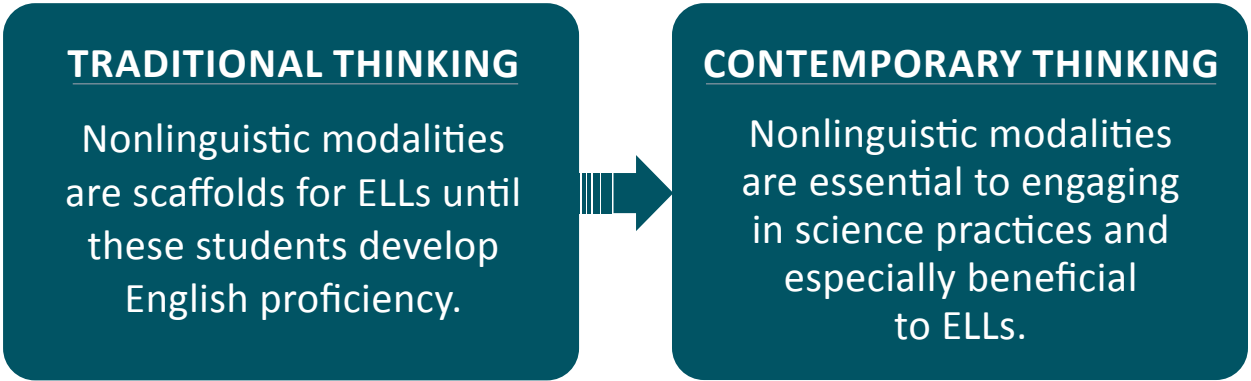 TRADITIONAL THINKING
Nonlinguistic modalities
are scaffolds for ELLs until
these students develop
English proficiency.
CONTEMPORARY THINKING
Nonlinguistic modalities
are essential to engaging
in science practices and
especially beneficial
to ELLs.